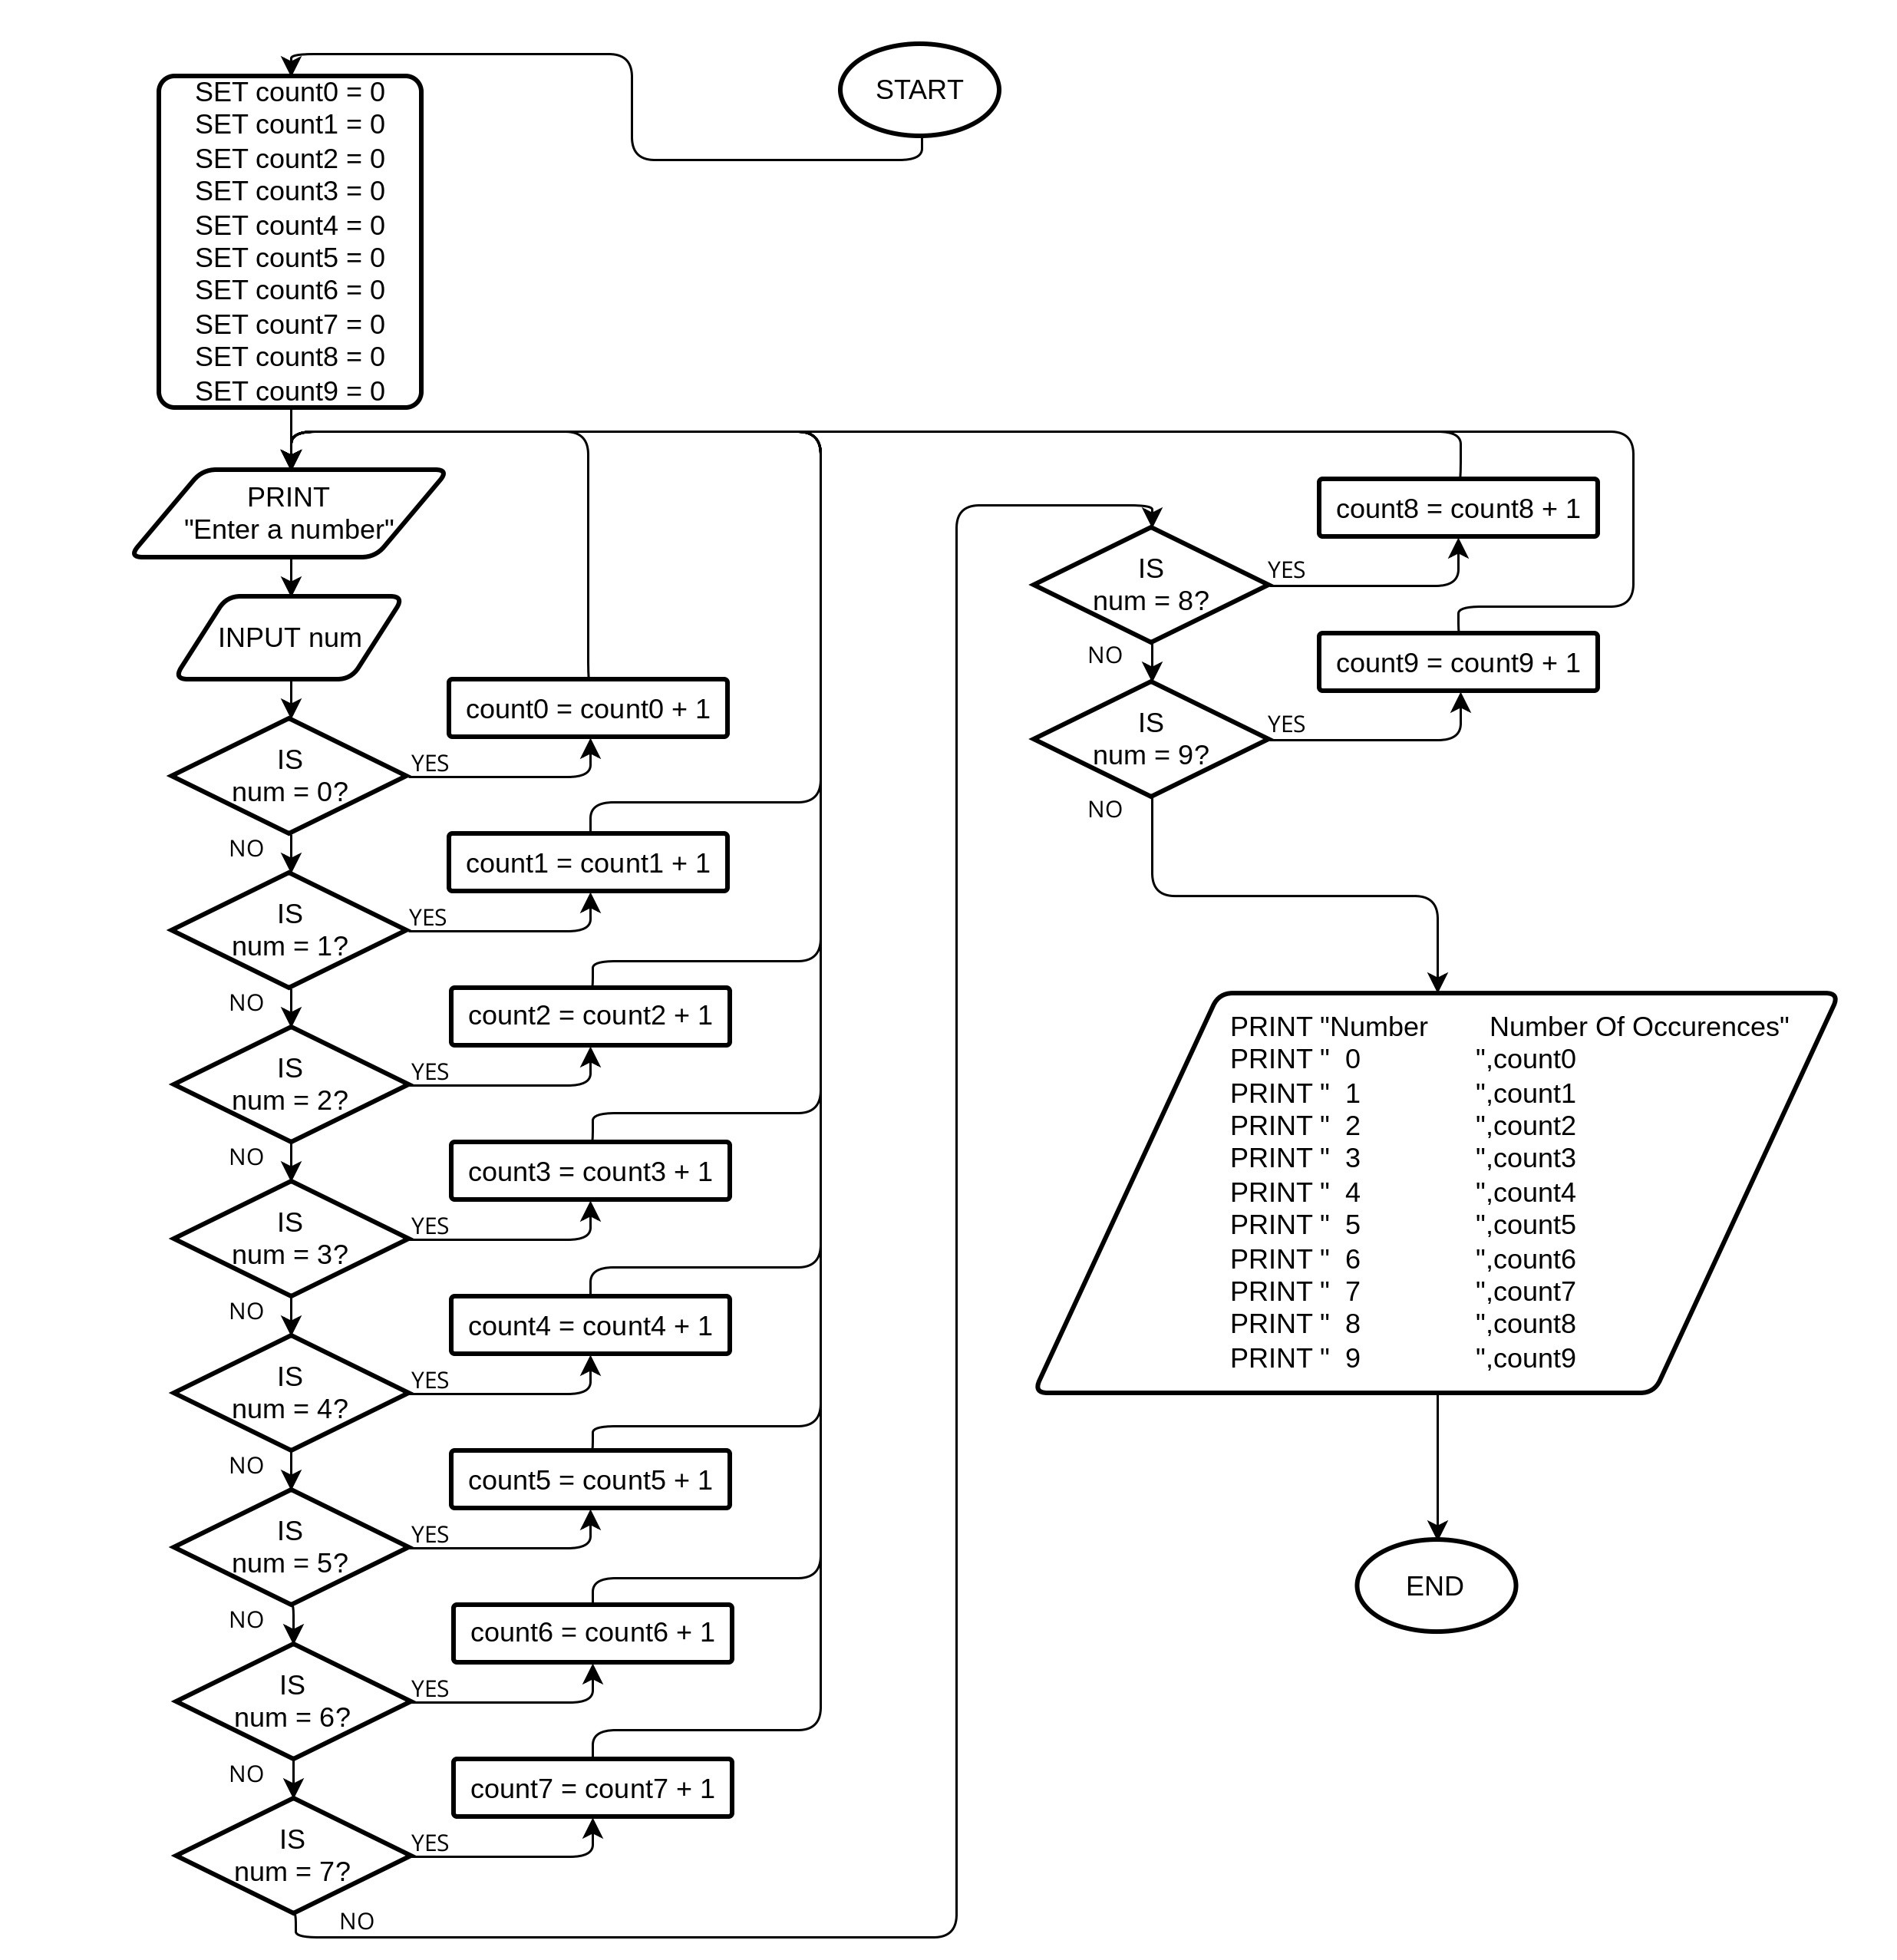 START
SET count0 = 0
SET count1 = 0
SET count2 = 0
SET count3 = 0
SET count4 = 0
SET count5 = 0
SET count6 = 0
SET count7 = 0
SET count8 = 0
SET count9 = 0
PRINT
"Enter a number"
INPUT num
IS
num = 0?
YES
count0 = count0 + 1
NO
IS
num = 1?
YES
count1 = count1 + 1
NO
IS
num = 2?
YES
count2 = count2 + 1
NO
IS
num = 3?
YES
count3 = count3 + 1
NO
IS
num = 4?
YES
count4 = count4 + 1
NO
IS
num = 5?
YES
count5 = count5 + 1
NO
IS
num = 6?
YES
count6 = count6 + 1
NO
IS
num = 7?
YES
count7 = count7 + 1
NO
IS
num = 8?
YES
count8 = count8 + 1
NO
IS
num = 9?
YES
count9 = count9 + 1
NO
PRINT "Number Number Of Occurences"
PRINT " 0 ",count0
PRINT " 1 ",count1
PRINT " 2 ",count2
PRINT " 3 ",count3
PRINT " 4 ",count4
PRINT " 5 ",count5
PRINT " 6 ",count6
PRINT " 7 ",count7
PRINT " 8 ",count8
PRINT " 9 ",count9
END